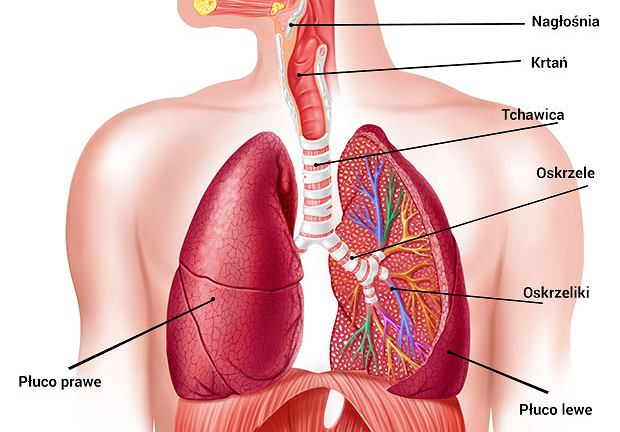 Nagłośnia
Krtań
Tchawica
Oskrzele
Oskrzeliki
Płuco prawe
Płuco lewe